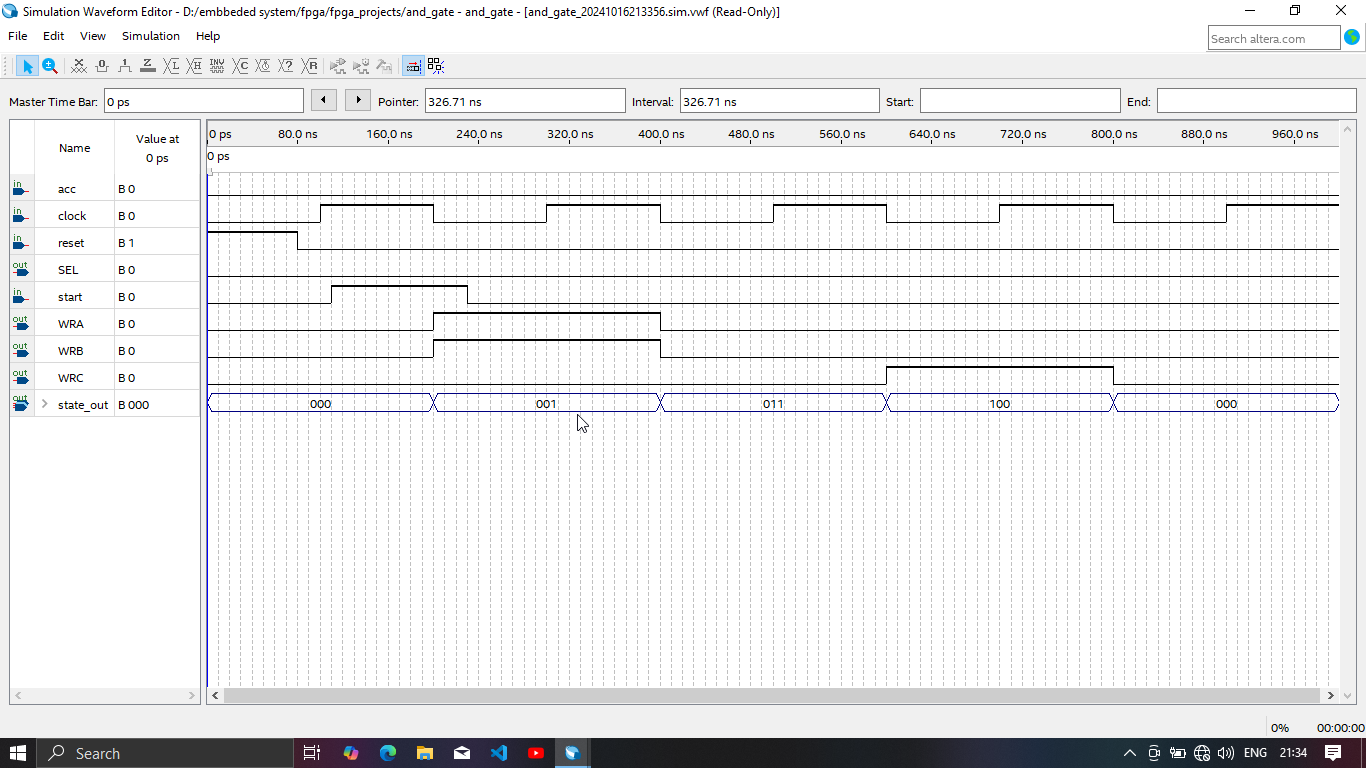 Simulation Waveform Editor - D:/embbeded system/fpga/fpga_projects/and_gate - and_gate - [and_gate_20241016213356.sim.vwf (Read-Only)]
File Edit View Simulation Help
Search altera.com
Master Time Bar: 0 ps Pointer: 326.71 ns Interval: 326.71 ns Start: End:
Name Value at 0 ps
0 ps 80.0 ns 160.0 ns 240.0 ns 320.0 ns 400.0 ns 480.0 ns 560.0 ns 640.0 ns 720.0 ns 800.0 ns 880.0 ns 960.0 ns
0 ps
in acc B 0
in clock B 0
in reset B 1
out SEL B 0
in start B 0
out WRA B 0
out WRB B 0
out WRC B 0
out state_out B 000 000 001 011 100 000
0% 00:00:00
Search ENG 21:34